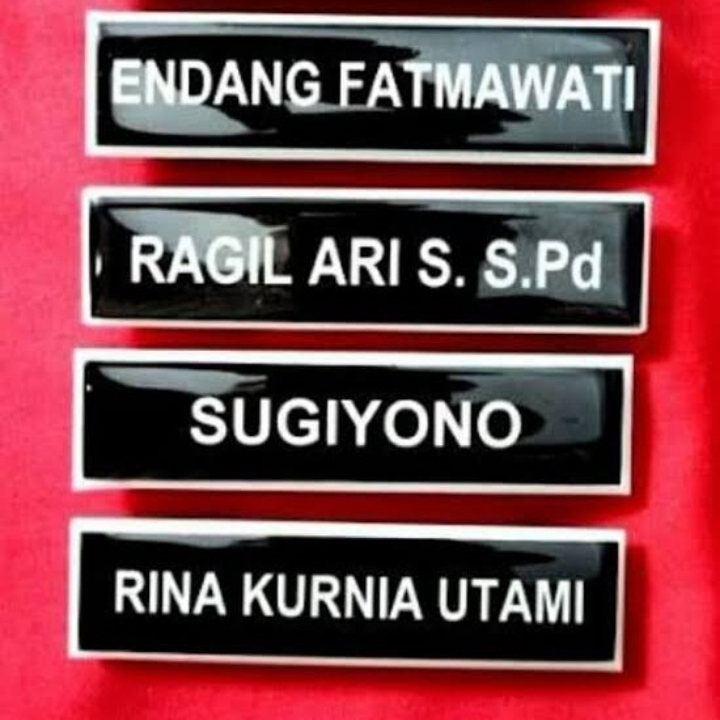 ENDANG FATMAWATI
RAGIL ARI S. S.Pd
SUGIYONO
RINA KURNIA UTAMI